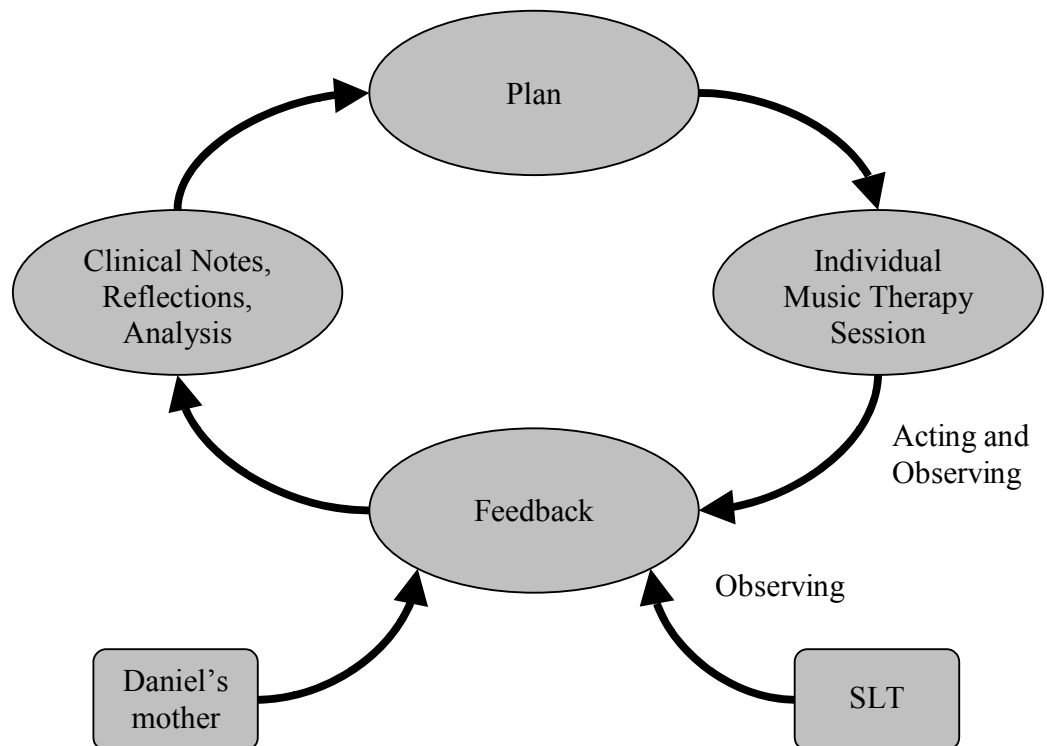 Plan
Clinical Notes,
Reflections,
Analysis
Individual
Music Therapy
Session
Acting and
Observing
Feedback
Observing
Daniel’s
mother
SLT